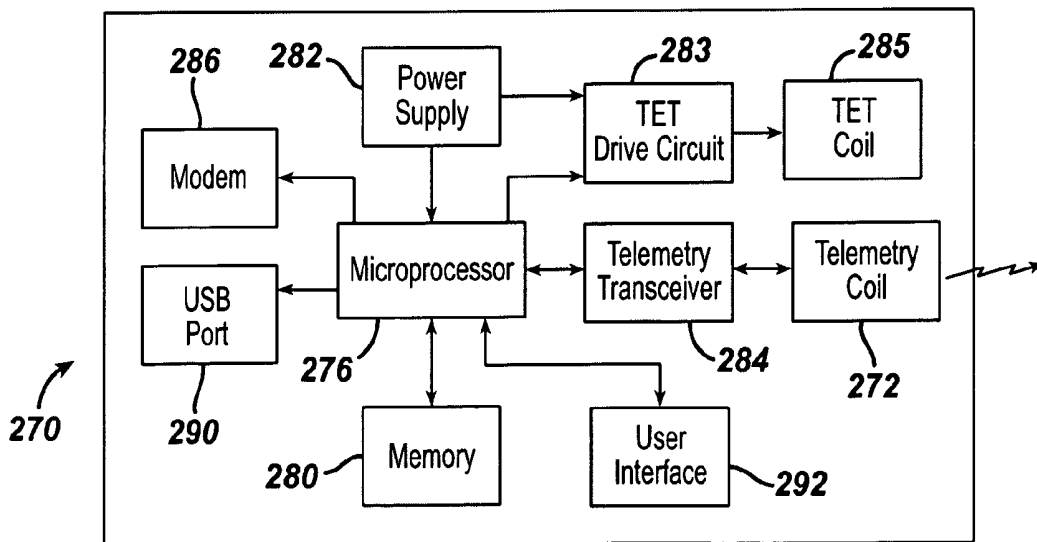 286
282
Power
Supply
283
TET
Drive Circuit
285
TET
Coil
Modem
Microprocessor
Telemetry
Transceiver
Telemetry
Coil
USB
Port
276
284
272
270
290
280
Memory
User
Interface
292